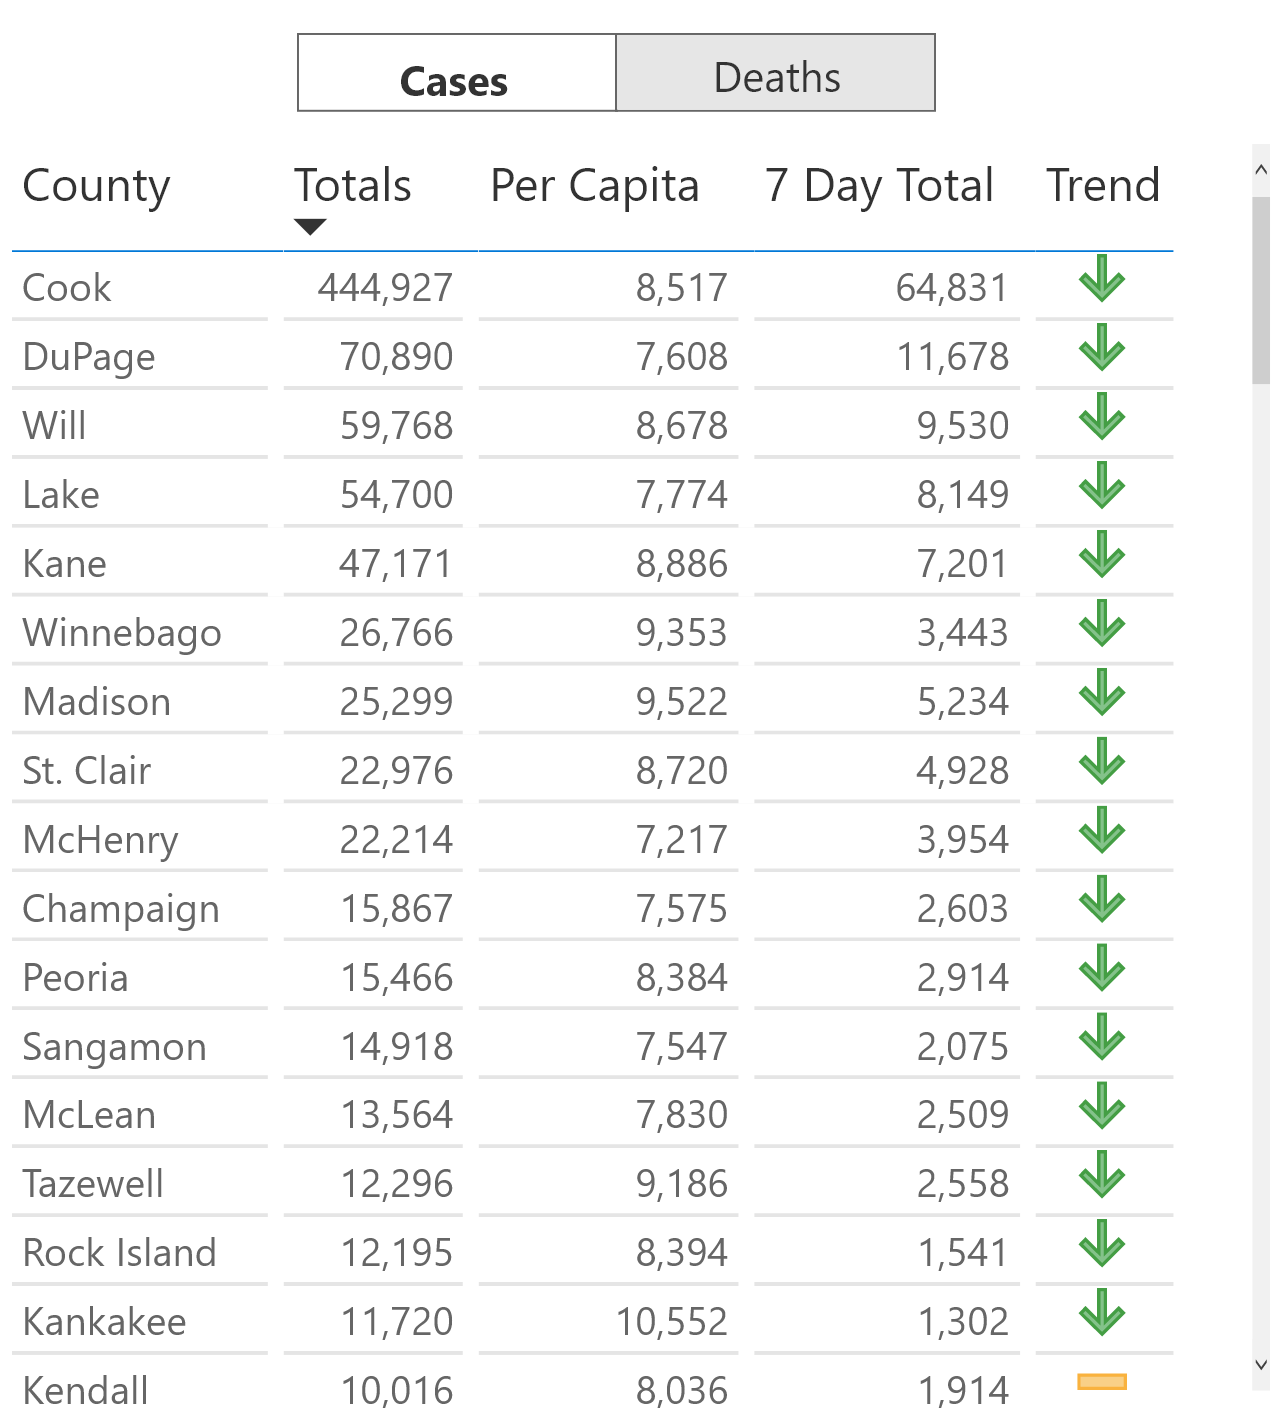 Cases Deaths
County Totals Per Capita 7 Day Total Trend
Cook 444,927 8,517 64,831
DuPage 70,890 7,608 11,678
Will 59,768 8,678 9,530
Lake 54,700 7,774 8,149
Kane 47,171 8,886 7,201
Winnebago 26,766 9,353 3,443
Madison 25,299 9,522 5,234
St. Clair 22,976 8,720 4,928
McHenry 22,214 7,217 3,954
Champaign 15,867 7,575 2,603
Peoria 15,466 8,384 2,914
Sangamon 14,918 7,547 2,075
McLean 13,564 7,830 2,509
Tazewell 12,296 9,186 2,558
Rock Island 12,195 8,394 1,541
Kankakee 11,720 10,552 1,302
Kendall 10,016 8,036 1,914